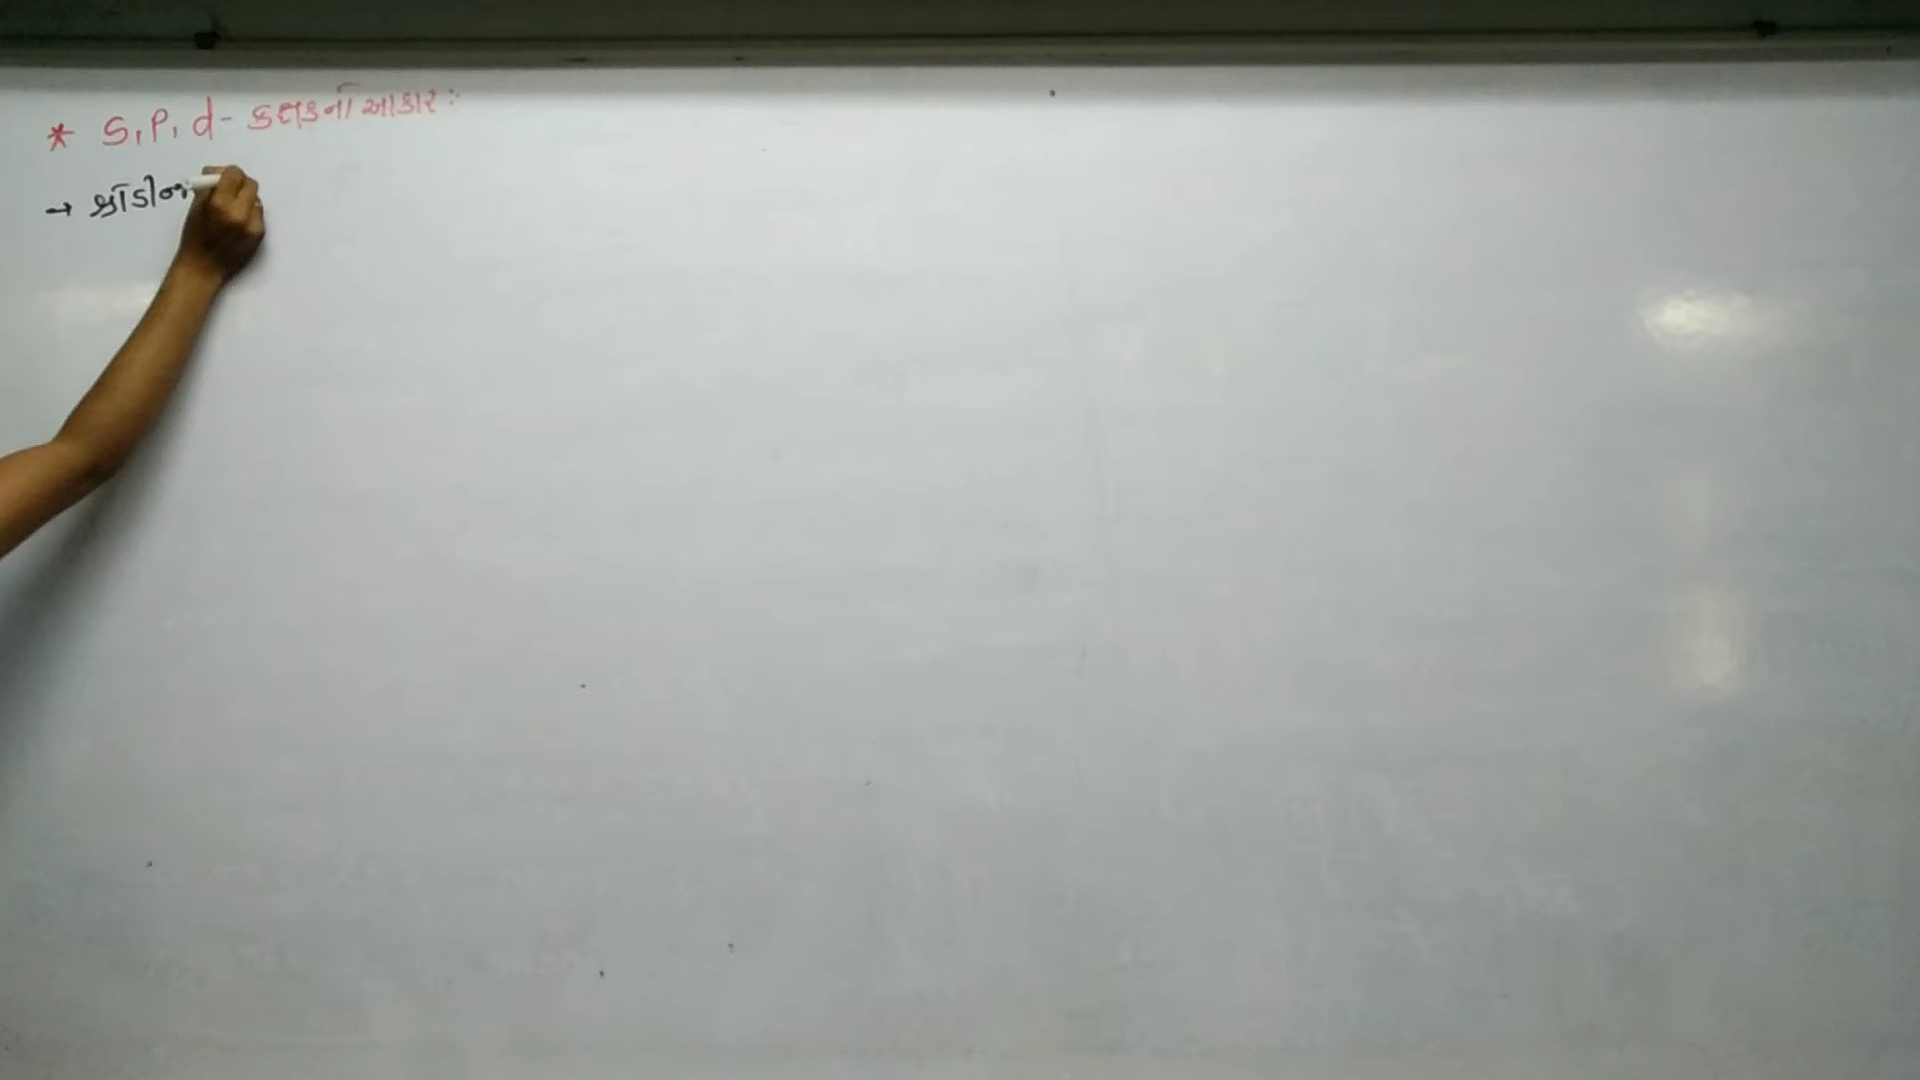 * S, P, d - કક્ષકના આકાર :
→ શ્રૉડીન્જ